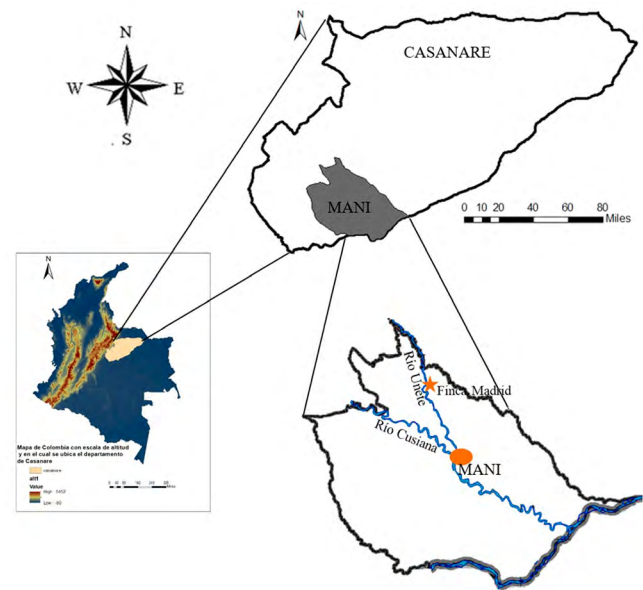 N
W E
S
N
CASANARE
MANI
0 10 20 40 60 80
Miles
N
Mapa de Colombia con escala de altitud
y en el cual se ubica el departamento
de Casanare
casanare
alt1
Value
Río Unete
Finca Madrid
Río Cusiana
MANI